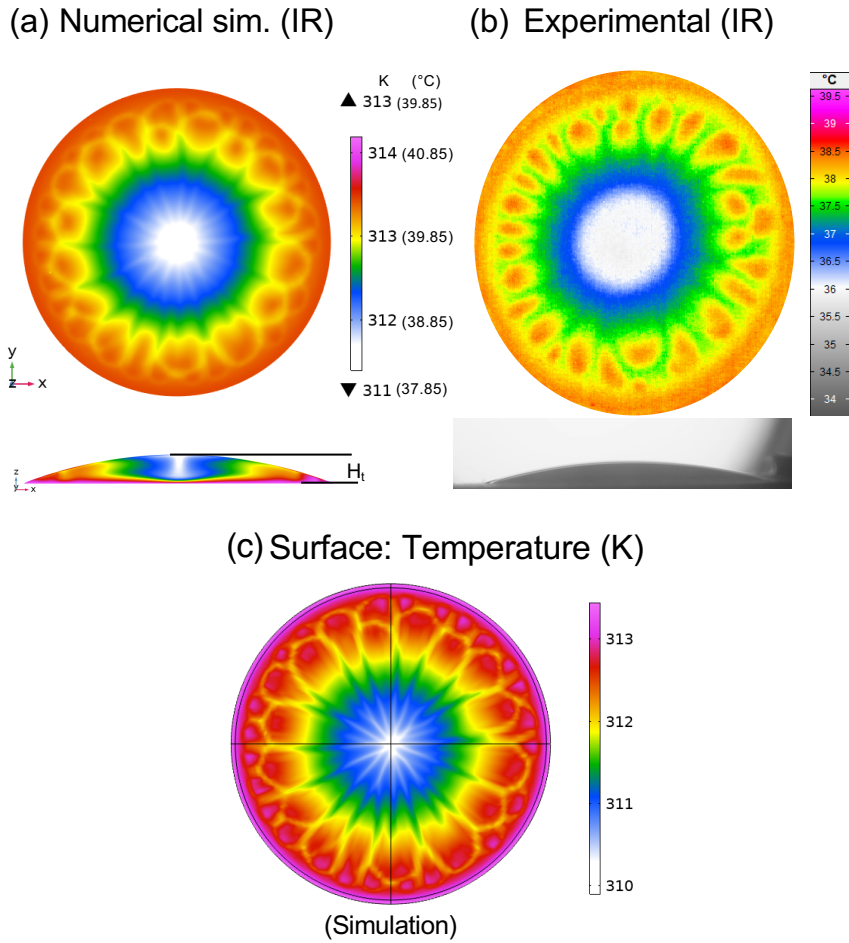 (a) Numerical sim. (IR)
(b) Experimental (IR)
K (°C)
313 (39.85)
314 (40.85)
313 (39.85)
312 (38.85)
311 (37.85)
y
z x
°C
39.5
39
38.5
38
37.5
37
36.5
36
35
34.5
34
z
y x
Ht
(c) Surface: Temperature (K)
313
312
311
310
(Simulation)